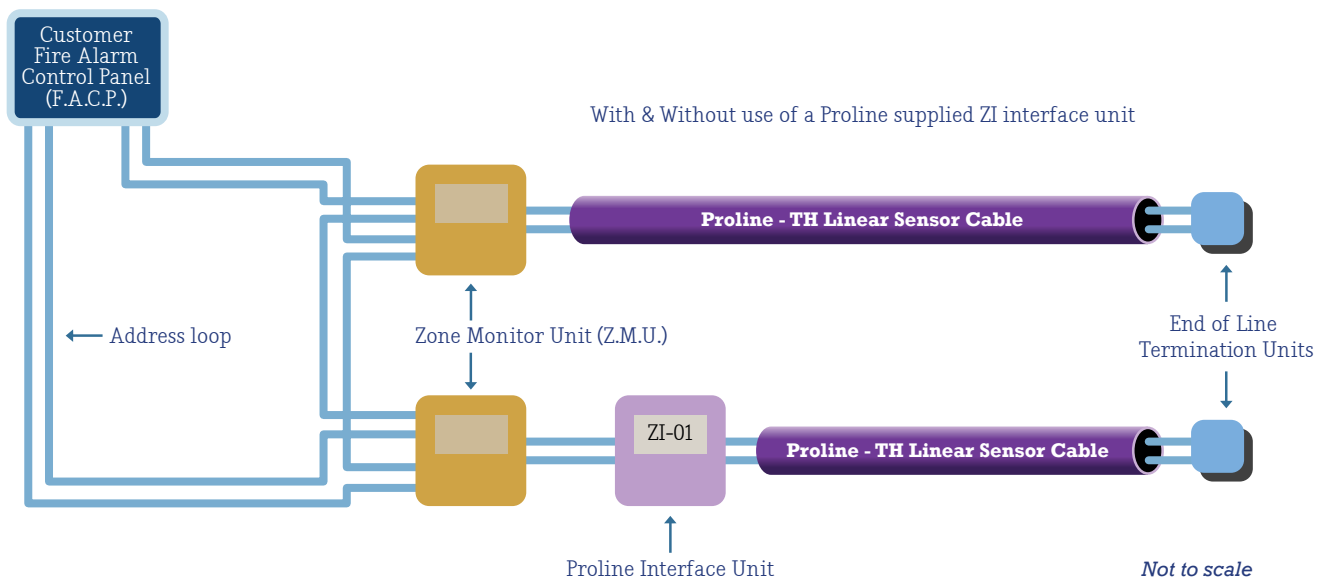 Customer
Fire Alarm
Control Panel
(F.A.C.P.)
With & Without use of a Proline supplied ZI interface unit
Proline - TH Linear Sensor Cable
Address loop
Zone Monitor Unit (Z.M.U.)
End of Line
Termination Units
ZI-01
Proline - TH Linear Sensor Cable
Proline Interface Unit
Not to scale